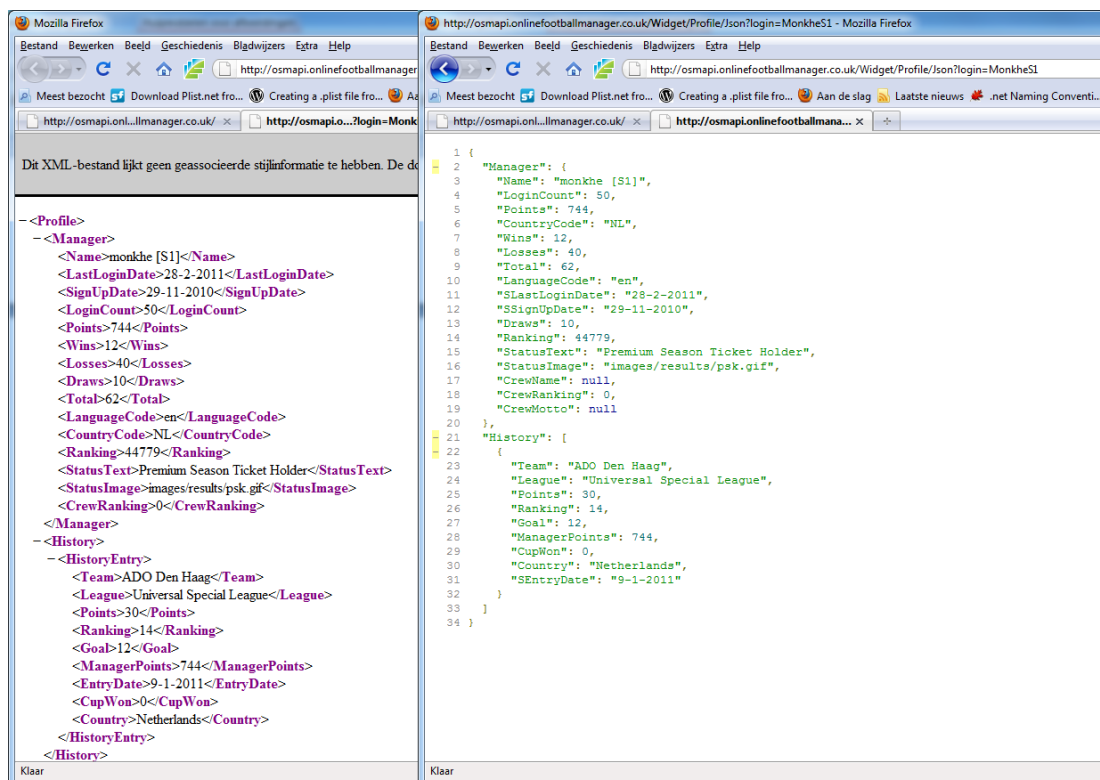 Mozilla Firefox
Bestand Bewerken Beeld Geschiedenis Bladwijzers Extra Help
http://osmapi.onlinefootballmanager
Meest bezocht Download Plist.net fro... Creating a .plist file fro... Aa
http://osmapi.onl...llmanager.co.uk/ × http://osmapi.o...?login=Monk
Dit XML-bestand lijkt geen geassocieerde stijlinformatie te hebben. De do
−<Profile>
−<Manager>
<Name>monkhe [S1]</Name>
<LastLoginDate>28-2-2011</LastLoginDate>
<SignUpDate>29-11-2010</SignUpDate>
<LoginCount>50</LoginCount>
<Points>744</Points>
<Wins>12</Wins>
<Losses>40</Losses>
<Draws>10</Draws>
<Total>62</Total>
<LanguageCode>en</LanguageCode>
<CountryCode>NL</CountryCode>
<Ranking>44779</Ranking>
<StatusText>Premium Season Ticket Holder</StatusText>
<StatusImage>images/results/psk.gif</StatusImage>
<CrewRanking>0</CrewRanking>
</Manager>
−<History>
−<HistoryEntry>
<Team>ADO Den Haag</Team>
<League>Universal Special League</League>
<Points>30</Points>
<Ranking>14</Ranking>
<Goal>12</Goal>
<ManagerPoints>744</ManagerPoints>
<EntryDate>9-1-2011</EntryDate>
<CupWon>0</CupWon>
<Country>Netherlands</Country>
</HistoryEntry>
</History>
Klaar
http://osmapi.onlinefootballmanager.co.uk/Widget/Profile/Json?login=MonkheS1 - Mozilla Firefox
Bestand Bewerken Beeld Geschiedenis Bladwijzers Extra Help
http://osmapi.onlinefootballmanager.co.uk/Widget/Profile/Json?login=MonkheS1
Meest bezocht Download Plist.net fro... Creating a .plist file fro... Aan de slag Laatste nieuws .net Naming Conventi...
http://osmapi.onl...llmanager.co.uk/ × http://osmapi.onlinefootballmana... ×
1 {
2 "Manager": {
3 "Name": "monkhe [S1]",
4 "LoginCount": 50,
5 "Points": 744,
6 "CountryCode": "NL",
7 "Wins": 12,
8 "Losses": 40,
9 "Total": 62,
10 "LanguageCode": "en",
11 "SLastLoginDate": "28-2-2011",
12 "SSignUpDate": "29-11-2010",
13 "Draws": 10,
14 "Ranking": 44779,
15 "StatusText": "Premium Season Ticket Holder",
16 "StatusImage": "images/results/psk.gif",
17 "CrewName": null,
18 "CrewRanking": 0,
19 "CrewMotto": null
20 },
21 "History": [
22 {
23 "Team": "ADO Den Haag",
24 "League": "Universal Special League",
25 "Points": 30,
26 "Ranking": 14,
27 "Goal": 12,
28 "ManagerPoints": 744,
29 "CupWon": 0,
30 "Country": "Netherlands",
31 "SEntryDate": "9-1-2011"
32 }
33 ]
34 }
Klaar